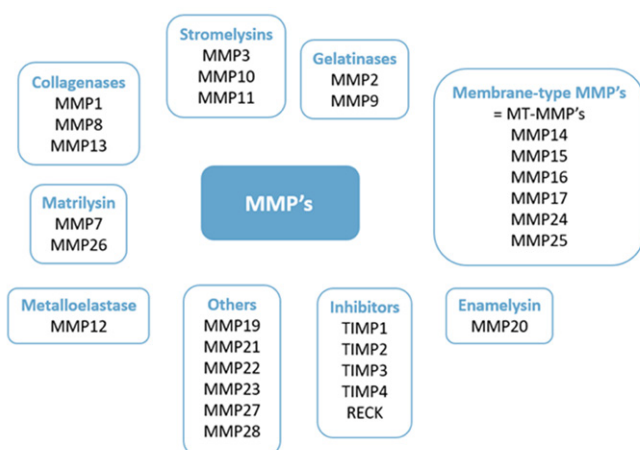 Stromelysins
MMP3
MMP10
MMP11
Gelatinases
MMP2
MMP9
Collagenases
MMP1
MMP8
MMP13
Membrane-type MMP's
= MT-MMP's
MMP14
MMP15
MMP16
MMP17
MMP24
MMP25
MMP's
Matrilysin
MMP7
MMP26
Metalloelastase
MMP12
Others
MMP19
MMP21
MMP22
MMP23
MMP27
MMP28
Inhibitors
TIMP1
TIMP2
TIMP3
TIMP4
RECK
Enamelysin
MMP20